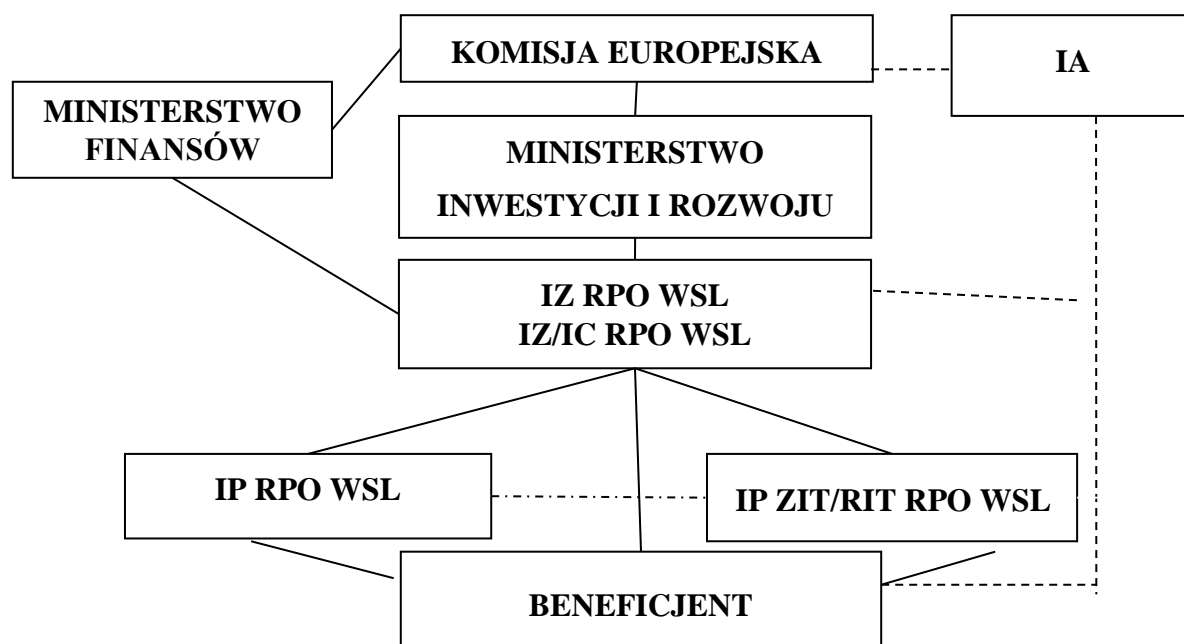 KOMISJA EUROPEJSKA
IA
MINISTERSTWO
FINANSÓW
MINISTERSTWO
INWESTYCJI I ROZWOJU
IZ RPO WSL
IZ/IC RPO WSL
IP RPO WSL
IP ZIT/RIT RPO WSL
BENEFICJENT